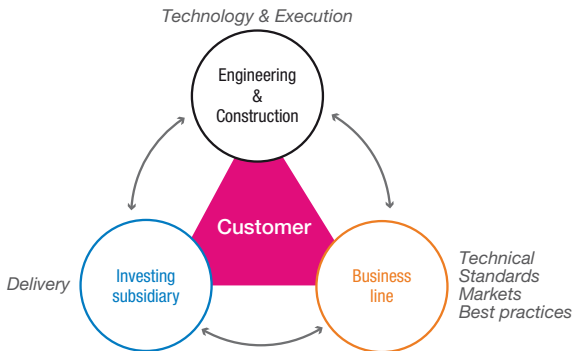 Technology & Execution
Engineering
&
Construction
Customer
Delivery
Investing
subsidiary
Business
line
Technical
Standards
Markets
Best practices